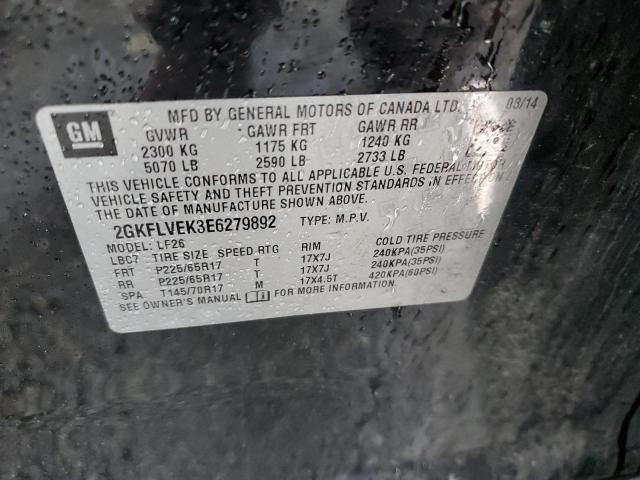 GM
MFD BY GENERAL MOTORS OF CANADA LTD. 03/14
GVWR GAWR FRT GAWR RR
2300 KG 1175 KG 1240 KG
5070 LB 2590 LB 2733 LB
THIS VEHICLE CONFORMS TO ALL APPLICABLE U.S. FEDERAL MOTOR
VEHICLE SAFETY AND THEFT PREVENTION STANDARDS IN EFFECT ON
THE DATE OF MANUFACTURE SHOWN ABOVE.
2GKFLVEK3E6279892 TYPE: M.P.V.
MODEL: LF26
LBC? TIRE SIZE SPEED RTG RIM COLD TIRE PRESSURE
FRT P225/65R17 T 17X7J 240KPA(35PSI)
RR P225/65R17 T 17X7J 240KPA(35PSI)
SPA T145/70R17 M 17X4.5T 420KPA(60PSI)
SEE OWNER'S MANUAL FOR MORE INFORMATION.